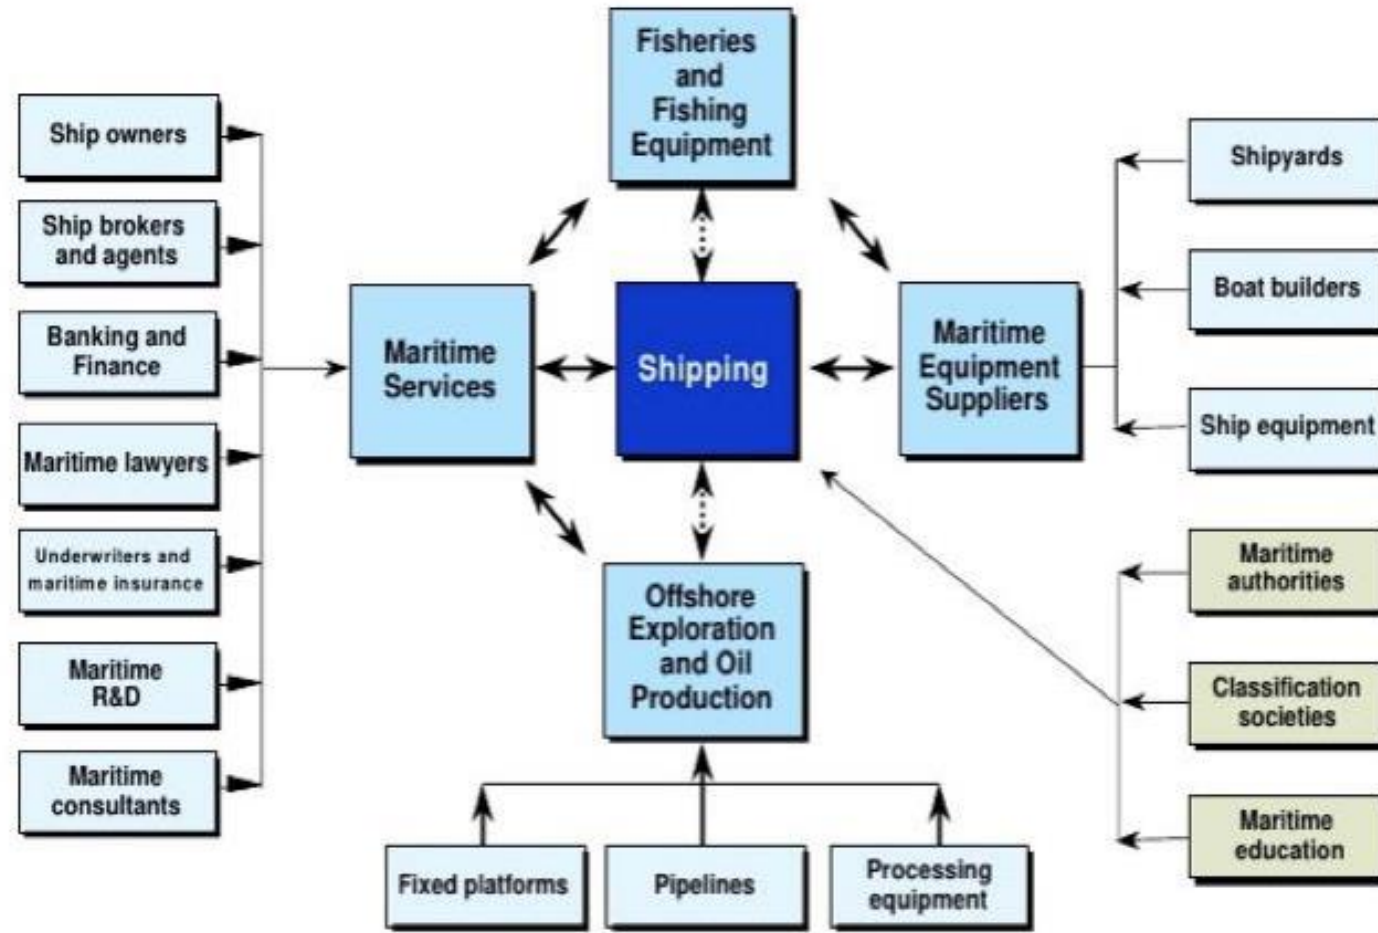 Fisheries
and
Fishing
Equipment
Ship owners
Ship brokers
and agents
Banking and
Finance
Maritime lawyers
Underwriters and
maritime insurance
Maritime
R&D
Maritime
consultants
Maritime
Services
Shipping
Maritime
Equipment
Suppliers
Shipyards
Boat builders
Ship equipment
Maritime
authorities
Classification
societies
Maritime
education
Offshore
Exploration
and Oil
Production
Fixed platforms
Pipelines
Processing
equipment